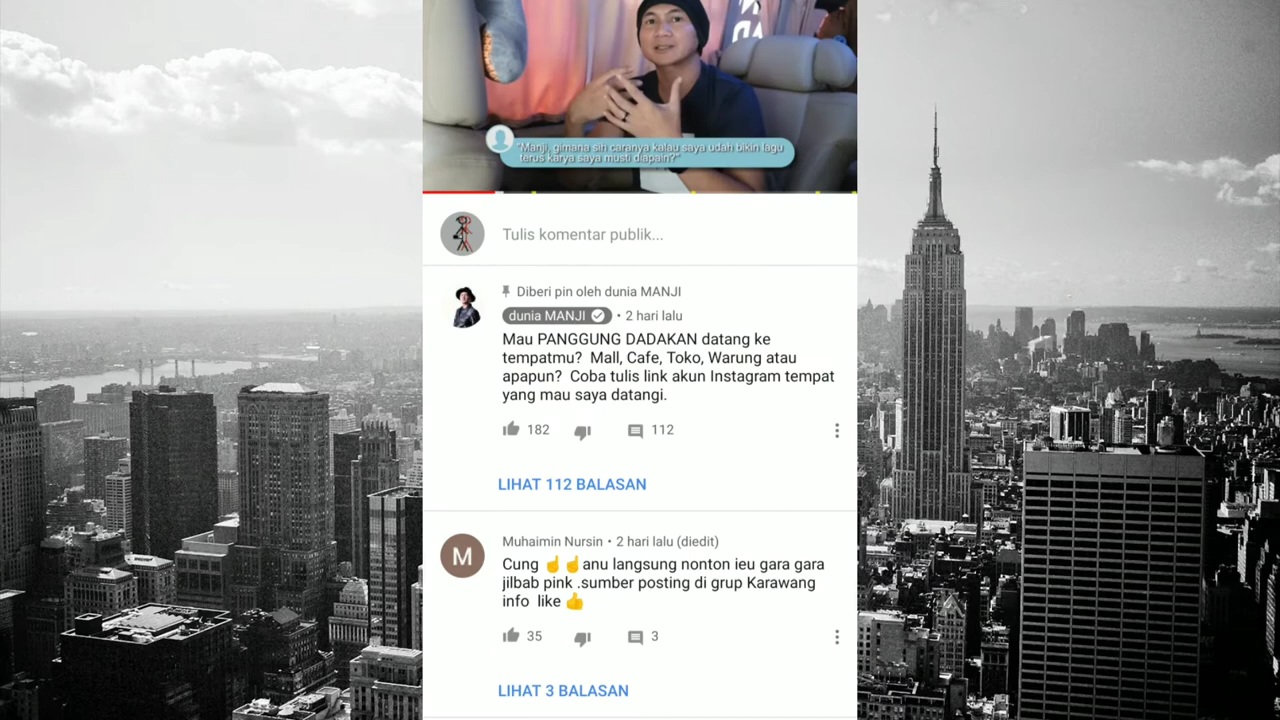 "Manji, gimana sih caranya kalau saya udah bikin lagu
terus karya saya musti diapain?"
Tulis komentar publik...
Diberi pin oleh dunia MANJI
dunia MANJI • 2 hari lalu
Mau PANGGUNG DADAKAN datang ke
tempatmu? Mall, Cafe, Toko, Warung atau
apapun? Coba tulis link akun Instagram tempat
yang mau saya datangi.
182 112
LIHAT 112 BALASAN
M
Muhaimin Nursin • 2 hari lalu (diedit)
Cung ☝☝anu langsung nonton ieu gara gara
jilbab pink .sumber posting di grup Karawang
info like 👍
35 3
LIHAT 3 BALASAN